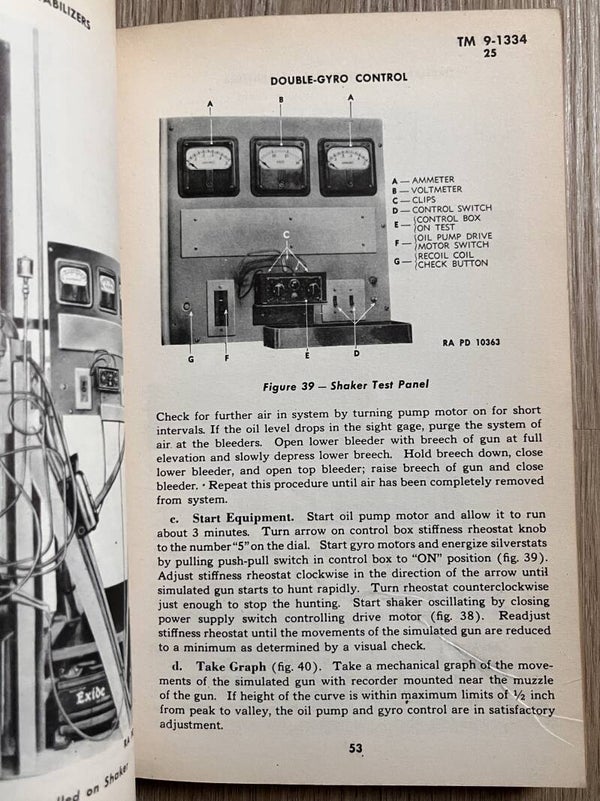 ABILIZERS
TM 9-1334
25
DOUBLE-GYRO CONTROL
A B A
A — AMMETER
B — VOLTMETER
C — CLIPS
D — CONTROL SWITCH
E — {CONTROL BOX
{ON TEST
F — {OIL PUMP DRIVE
{MOTOR SWITCH
G — {RECOIL COIL
{CHECK BUTTON
C
G F E D
RA PD 10363
Figure 39 — Shaker Test Panel
Check for further air in system by turning pump motor on for short
intervals. If the oil level drops in the sight gage, purge the system of
air at the bleeders. Open lower bleeder with breech of gun at full
elevation and slowly depress lower breech. Hold breech down, close
lower bleeder, and open top bleeder; raise breech of gun and close
bleeder. Repeat this procedure until air has been completely removed
from system.
c. Start Equipment. Start oil pump motor and allow it to run
about 3 minutes. Turn arrow on control box stiffness rheostat knob
to the number "5" on the dial. Start gyro motors and energize silverstats
by pulling push-pull switch in control box to "ON" position (fig. 39).
Adjust stiffness rheostat clockwise in the direction of the arrow until
simulated gun starts to hunt rapidly. Turn rheostat counterclockwise
just enough to stop the hunting. Start shaker oscillating by closing
power supply switch controlling drive motor (fig. 38). Readjust
stiffness rheostat until the movements of the simulated gun are reduced
to a minimum as determined by a visual check.
d. Take Graph (fig. 40). Take a mechanical graph of the move-
ments of the simulated gun with recorder mounted near the muzzle
of the gun. If height of the curve is within maximum limits of ½ inch
from peak to valley, the oil pump and gyro control are in satisfactory
adjustment.
53
Exide
RA P
lled on Shaker